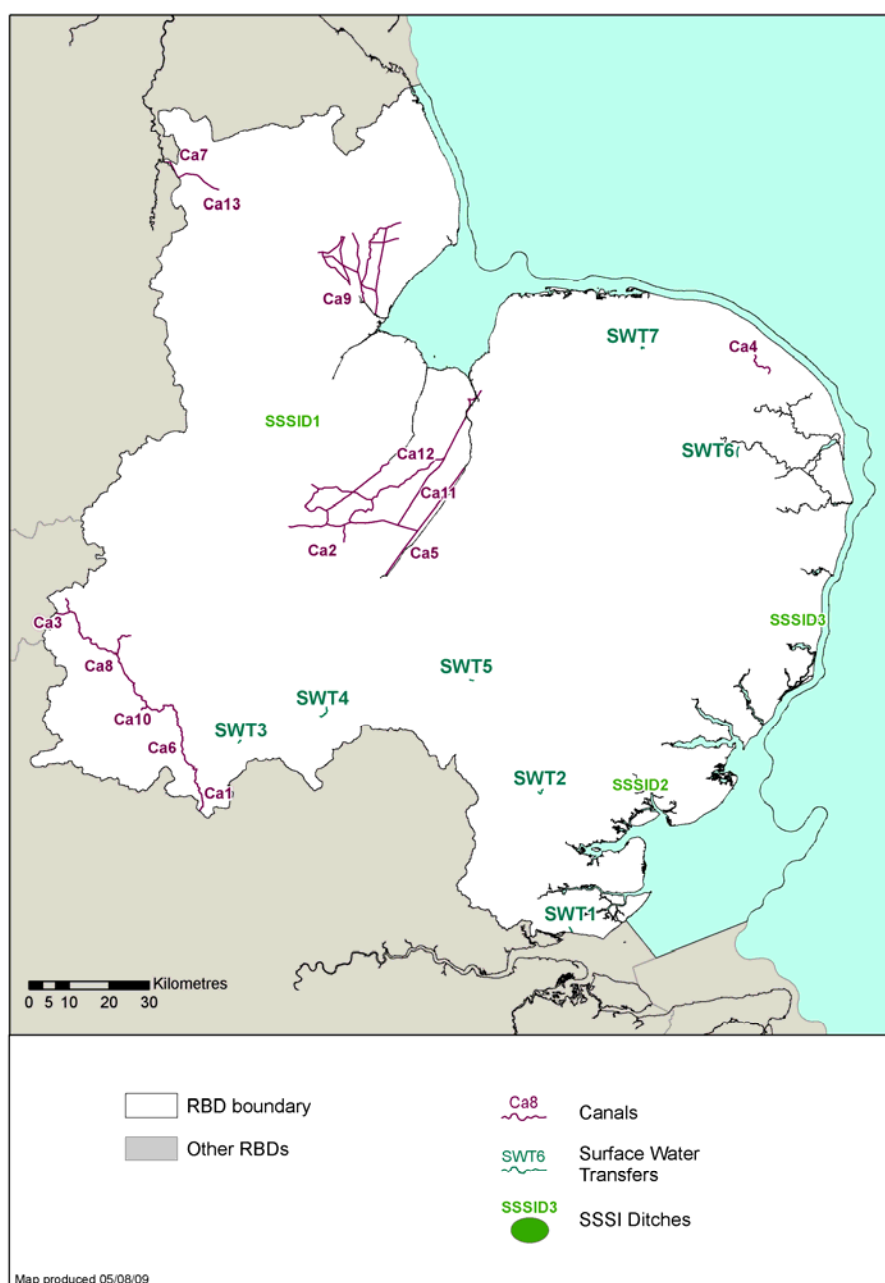 Ca7
Ca13
Ca9
SWT7
Ca4
SSSID1
Ca12
SWT6
Ca11
Ca2
Ca5
Ca3
SSSID3
Ca8
SWT5
SWT4
Ca10
SWT3
Ca6
SWT2
SSSID2
Ca1
SWT1
Kilometres
0 5 10 20 30
RBD boundary
Other RBDs
Ca8
Canals
SWT6
Surface Water
Transfers
SSSID3
SSSI Ditches
Map produced 05/08/09